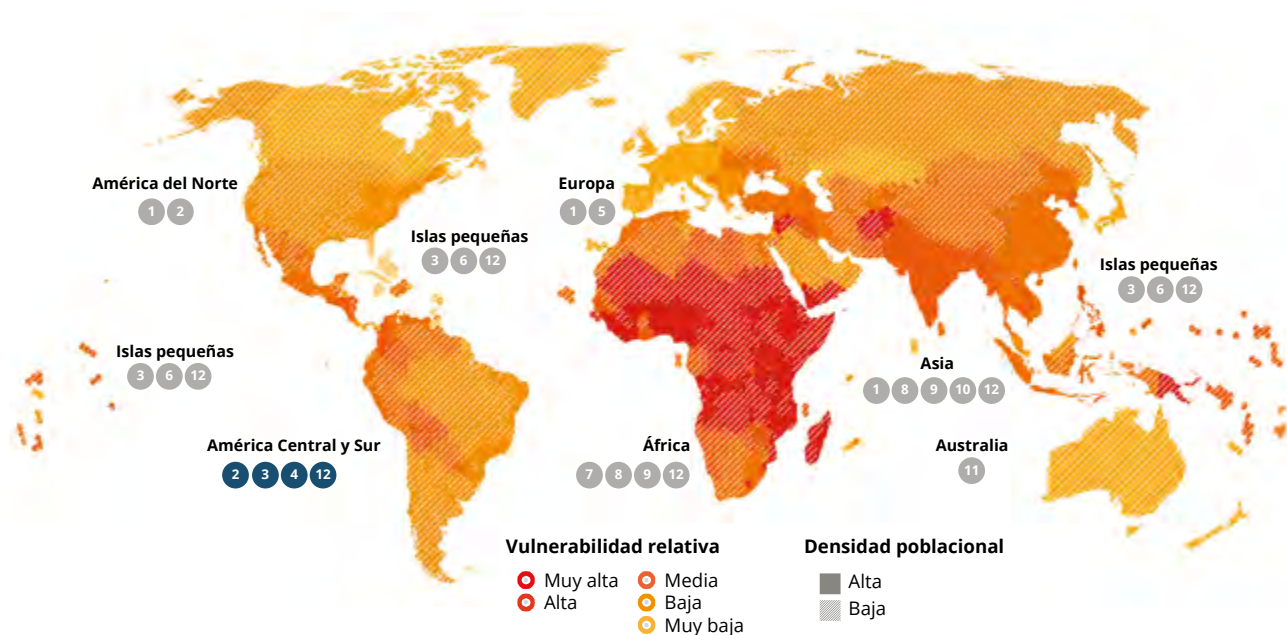 América del Norte
1 2
Europa
1 5
Islas pequeñas
3 6 12
Islas pequeñas
3 6 12
Islas pequeñas
3 6 12
Asia
1 8 9 10 12
América Central y Sur
2 3 4 12
África
7 8 9 12
Australia
11
Vulnerabilidad relativa
Muy alta
Alta
Media
Baja
Muy baja
Densidad poblacional
Alta
Baja